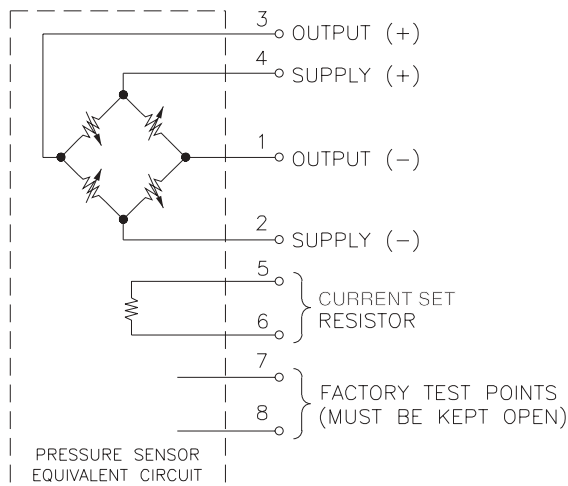 3 OUTPUT (+)
4 SUPPLY (+)
1 OUTPUT (−)
2 SUPPLY (−)
5
CURRENT SET
6 RESISTOR
7
FACTORY TEST POINTS
8 (MUST BE KEPT OPEN)
PRESSURE SENSOR
EQUIVALENT CIRCUIT